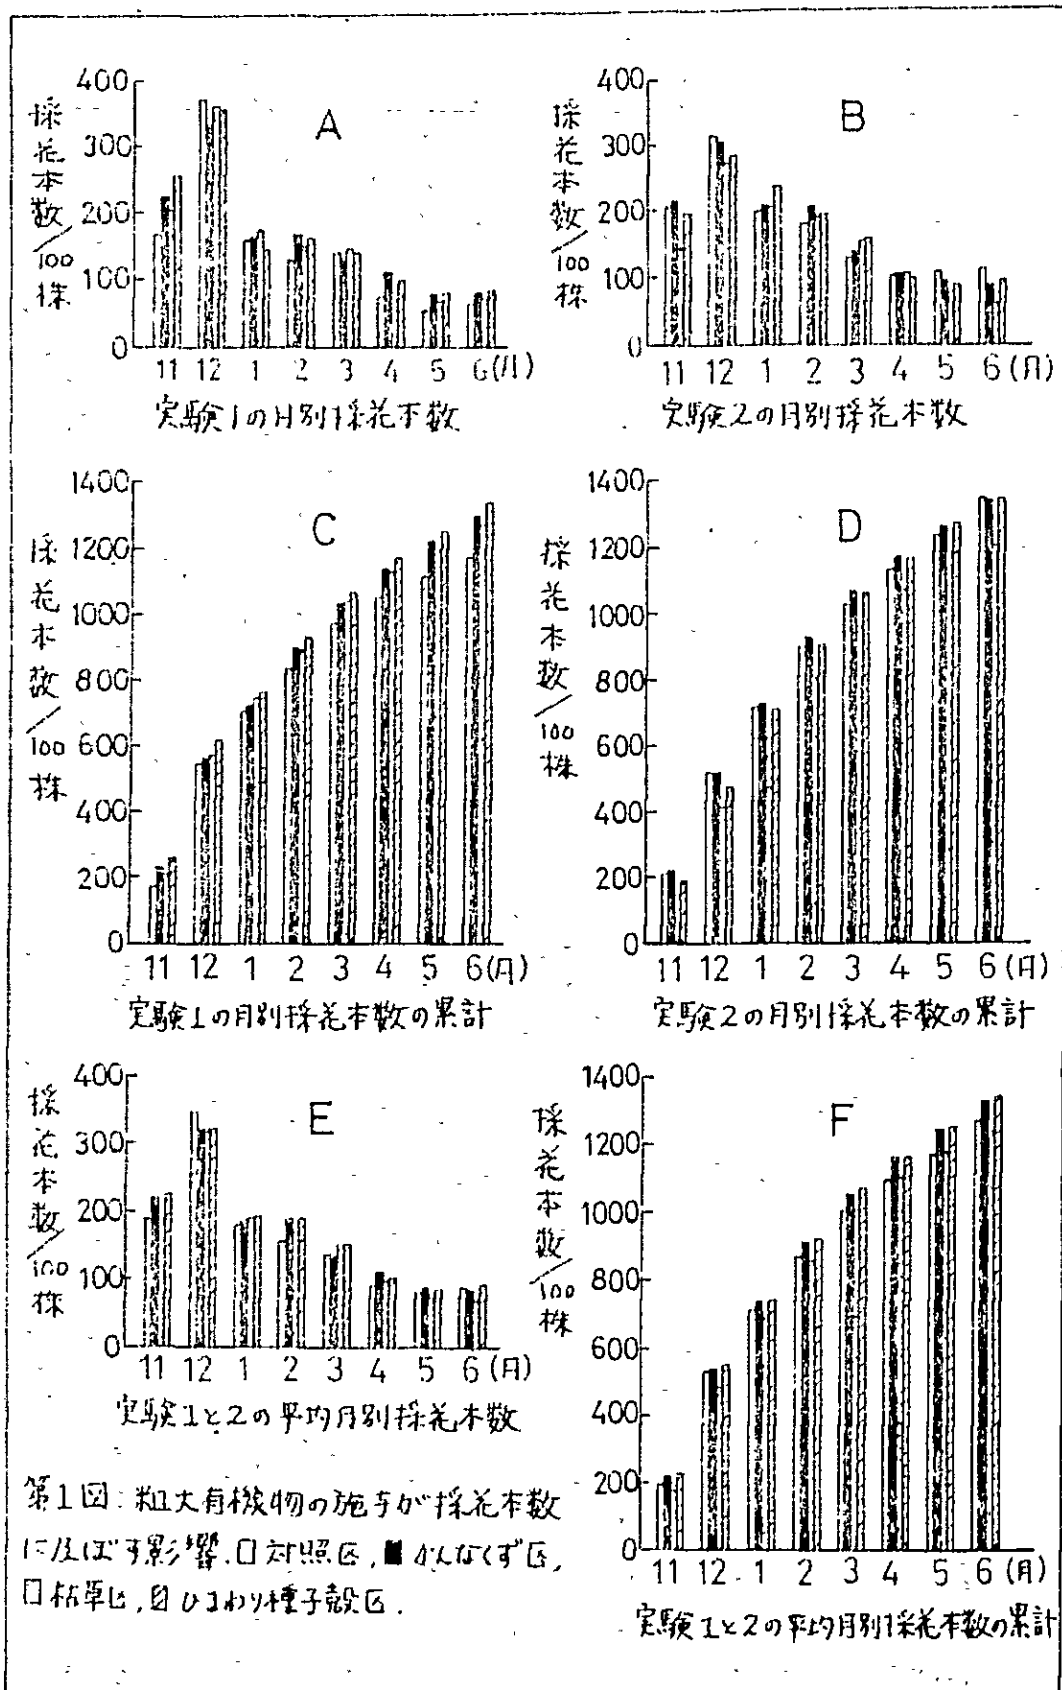 400
300
200
100
0
採花本数/100株
A
11 12 1 2 3 4 5 6(月)
実験1の月別採花本数
400
300
200
100
0
採花本数/100株
B
11 12 1 2 3 4 5 6(月)
実験2の月別採花本数
1400
1200
1000
800
600
400
200
0
採花本数/100株
C
11 12 1 2 3 4 5 6(月)
実験1の月別採花本数の累計
1400
1200
1000
800
600
400
200
0
採花本数/100株
D
11 12 1 2 3 4 5 6(月)
実験2の月別採花本数の累計
400
300
200
100
0
採花本数/100株
E
11 12 1 2 3 4 5 6(月)
実験1と2の平均月別採花本数
1400
1200
1000
800
600
400
200
0
採花本数/100株
F
11 12 1 2 3 4 5 6(月)
実験1と2の平均月別採花本数の累計
第1図:粗大有機物の施与が採花本数
に及ぼす影響.□対照区,■かんなくず区,
□枯草区,目ひまわり種子殻区.